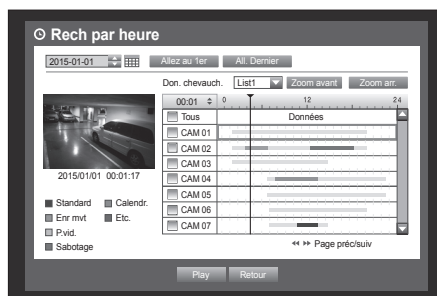 Rech par heure
2015-01-01 Allez au 1er All. Dernier
Don. chevauch. List1 Zoom avant Zoom arr.
00:01 0 12 24
Tous Données
CAM 01
CAM 02
CAM 03
CAM 04
CAM 05
CAM 06
CAM 07
2015/01/01 00:01:17
Standard Calendr.
Enr mvt Etc.
P.vid.
Sabotage
Page préc/suiv
Play Retour